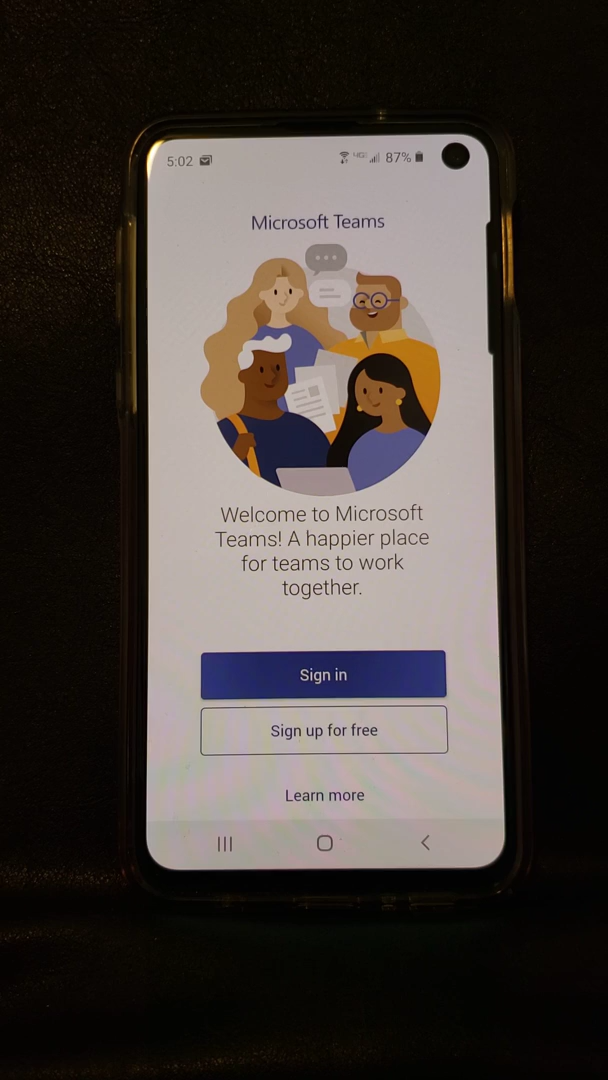 5:02 87%
Microsoft Teams
Welcome to Microsoft
Teams! A happier place
for teams to work
together.
Sign in
Sign up for free
Learn more